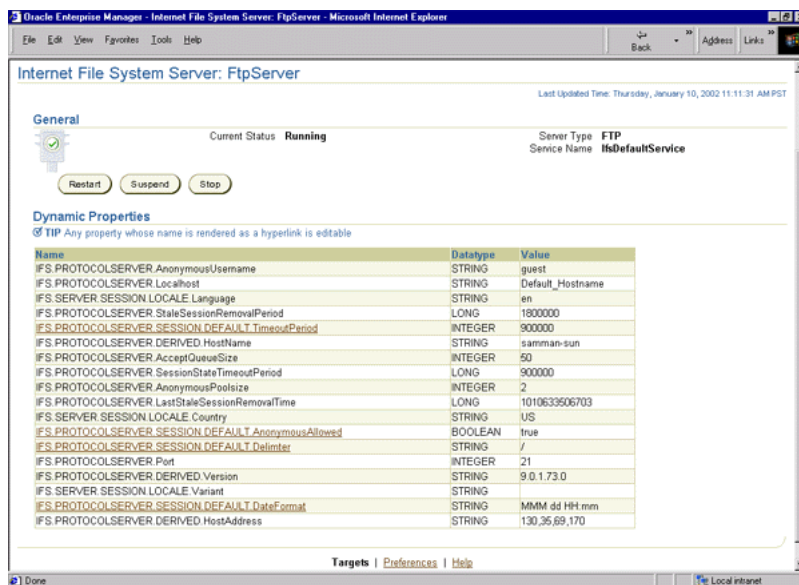 Oracle Enterprise Manager - Internet File System Server: FtpServer - Microsoft Internet Explorer
File Edit View Favorites Tools Help
Back
Address
Links
Internet File System Server: FtpServer
Last Updated Time: Thursday, January 10, 2002 11:11:31 AM PST
General
Current Status Running
Server Type FTP
Service Name IfsDefaultService
Restart Suspend Stop
Dynamic Properties
TIP Any property whose name is rendered as a hyperlink is editable
Name Datatype Value
IFS.PROTOCOLSERVER.AnonymousUsername STRING guest
IFS.PROTOCOLSERVER.Localhost STRING Default_Hostname
IFS.SERVER.SESSION.LOCALE.Language STRING en
IFS.PROTOCOLSERVER.StaleSessionRemovalPeriod LONG 1800000
IFS.PROTOCOLSERVER.SESSION.DEFAULT.TimeoutPeriod INTEGER 900000
IFS.PROTOCOLSERVER.DERIVED.HostName STRING samman-sun
IFS.PROTOCOLSERVER.AcceptQueueSize INTEGER 50
IFS.PROTOCOLSERVER.SessionStateTimeoutPeriod LONG 900000
IFS.PROTOCOLSERVER.AnonymousPoolsize INTEGER 2
IFS.PROTOCOLSERVER.LastStaleSessionRemovalTime LONG 1010633506703
IFS.SERVER.SESSION.LOCALE.Country STRING US
IFS.PROTOCOLSERVER.SESSION.DEFAULT.AnonymousAllowed BOOLEAN true
IFS.PROTOCOLSERVER.SESSION.DEFAULT.Delimter STRING /
IFS.PROTOCOLSERVER.Port INTEGER 21
IFS.PROTOCOLSERVER.DERIVED.Version STRING 9.0.1.73.0
IFS.SERVER.SESSION.LOCALE.Variant STRING
IFS.PROTOCOLSERVER.SESSION.DEFAULT.DateFormat STRING MMM dd HH:mm
IFS.PROTOCOLSERVER.DERIVED.HostAddress STRING 130,35,69,170
Targets | Preferences | Help
Done
Local intranet